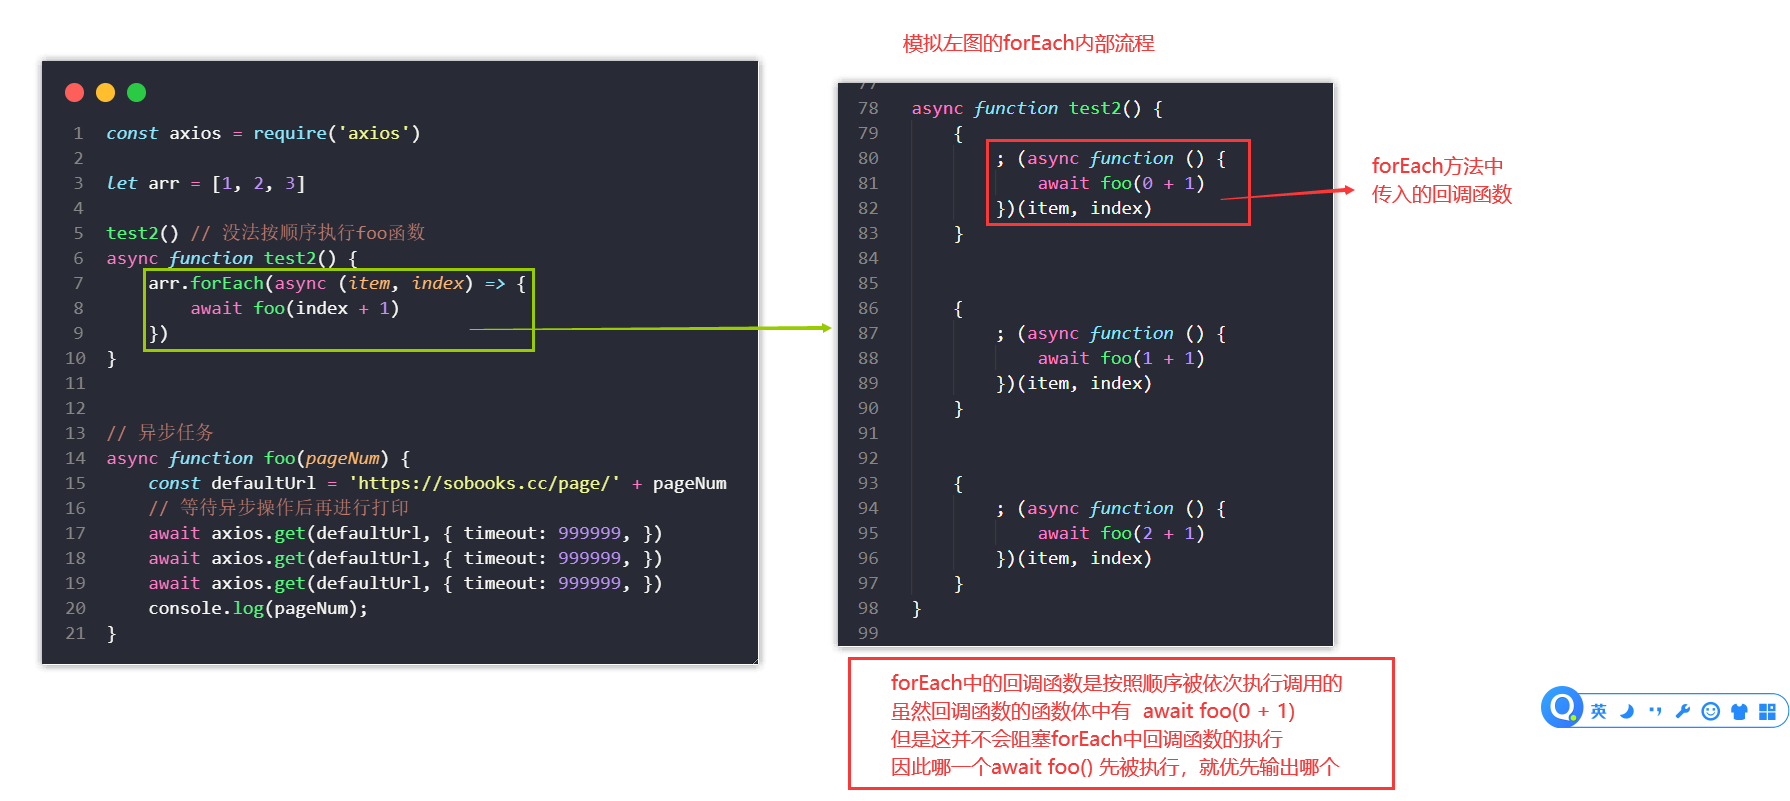 模拟左图的forEach内部流程
1 const axios = require('axios')
2
3 let arr = [1, 2, 3]
4
5 test2() // 没法按顺序执行foo函数
6 async function test2() {
7 arr.forEach(async (item, index) => {
8 await foo(index + 1)
9 })
10 }
11
12
13 // 异步任务
14 async function foo(pageNum) {
15 const defaultUrl = 'https://sobooks.cc/page/' + pageNum
16 // 等待异步操作后再进行打印
17 await axios.get(defaultUrl, { timeout: 999999, })
18 await axios.get(defaultUrl, { timeout: 999999, })
19 await axios.get(defaultUrl, { timeout: 999999, })
20 console.log(pageNum);
21 }
77
78 async function test2() {
79 {
80 ; (async function () {
81 await foo(0 + 1)
82 })(item, index)
83 }
84
85
86 {
87 ; (async function () {
88 await foo(1 + 1)
89 })(item, index)
90 }
91
92
93 {
94 ; (async function () {
95 await foo(2 + 1)
96 })(item, index)
97 }
98 }
99
forEach方法中
传入的回调函数
forEach中的回调函数是按照顺序被依次执行调用的
虽然回调函数的函数体中有 await foo(0 + 1)
但是这并不会阻塞forEach中回调函数的执行
因此哪一个await foo() 先被执行，就优先输出哪个
英